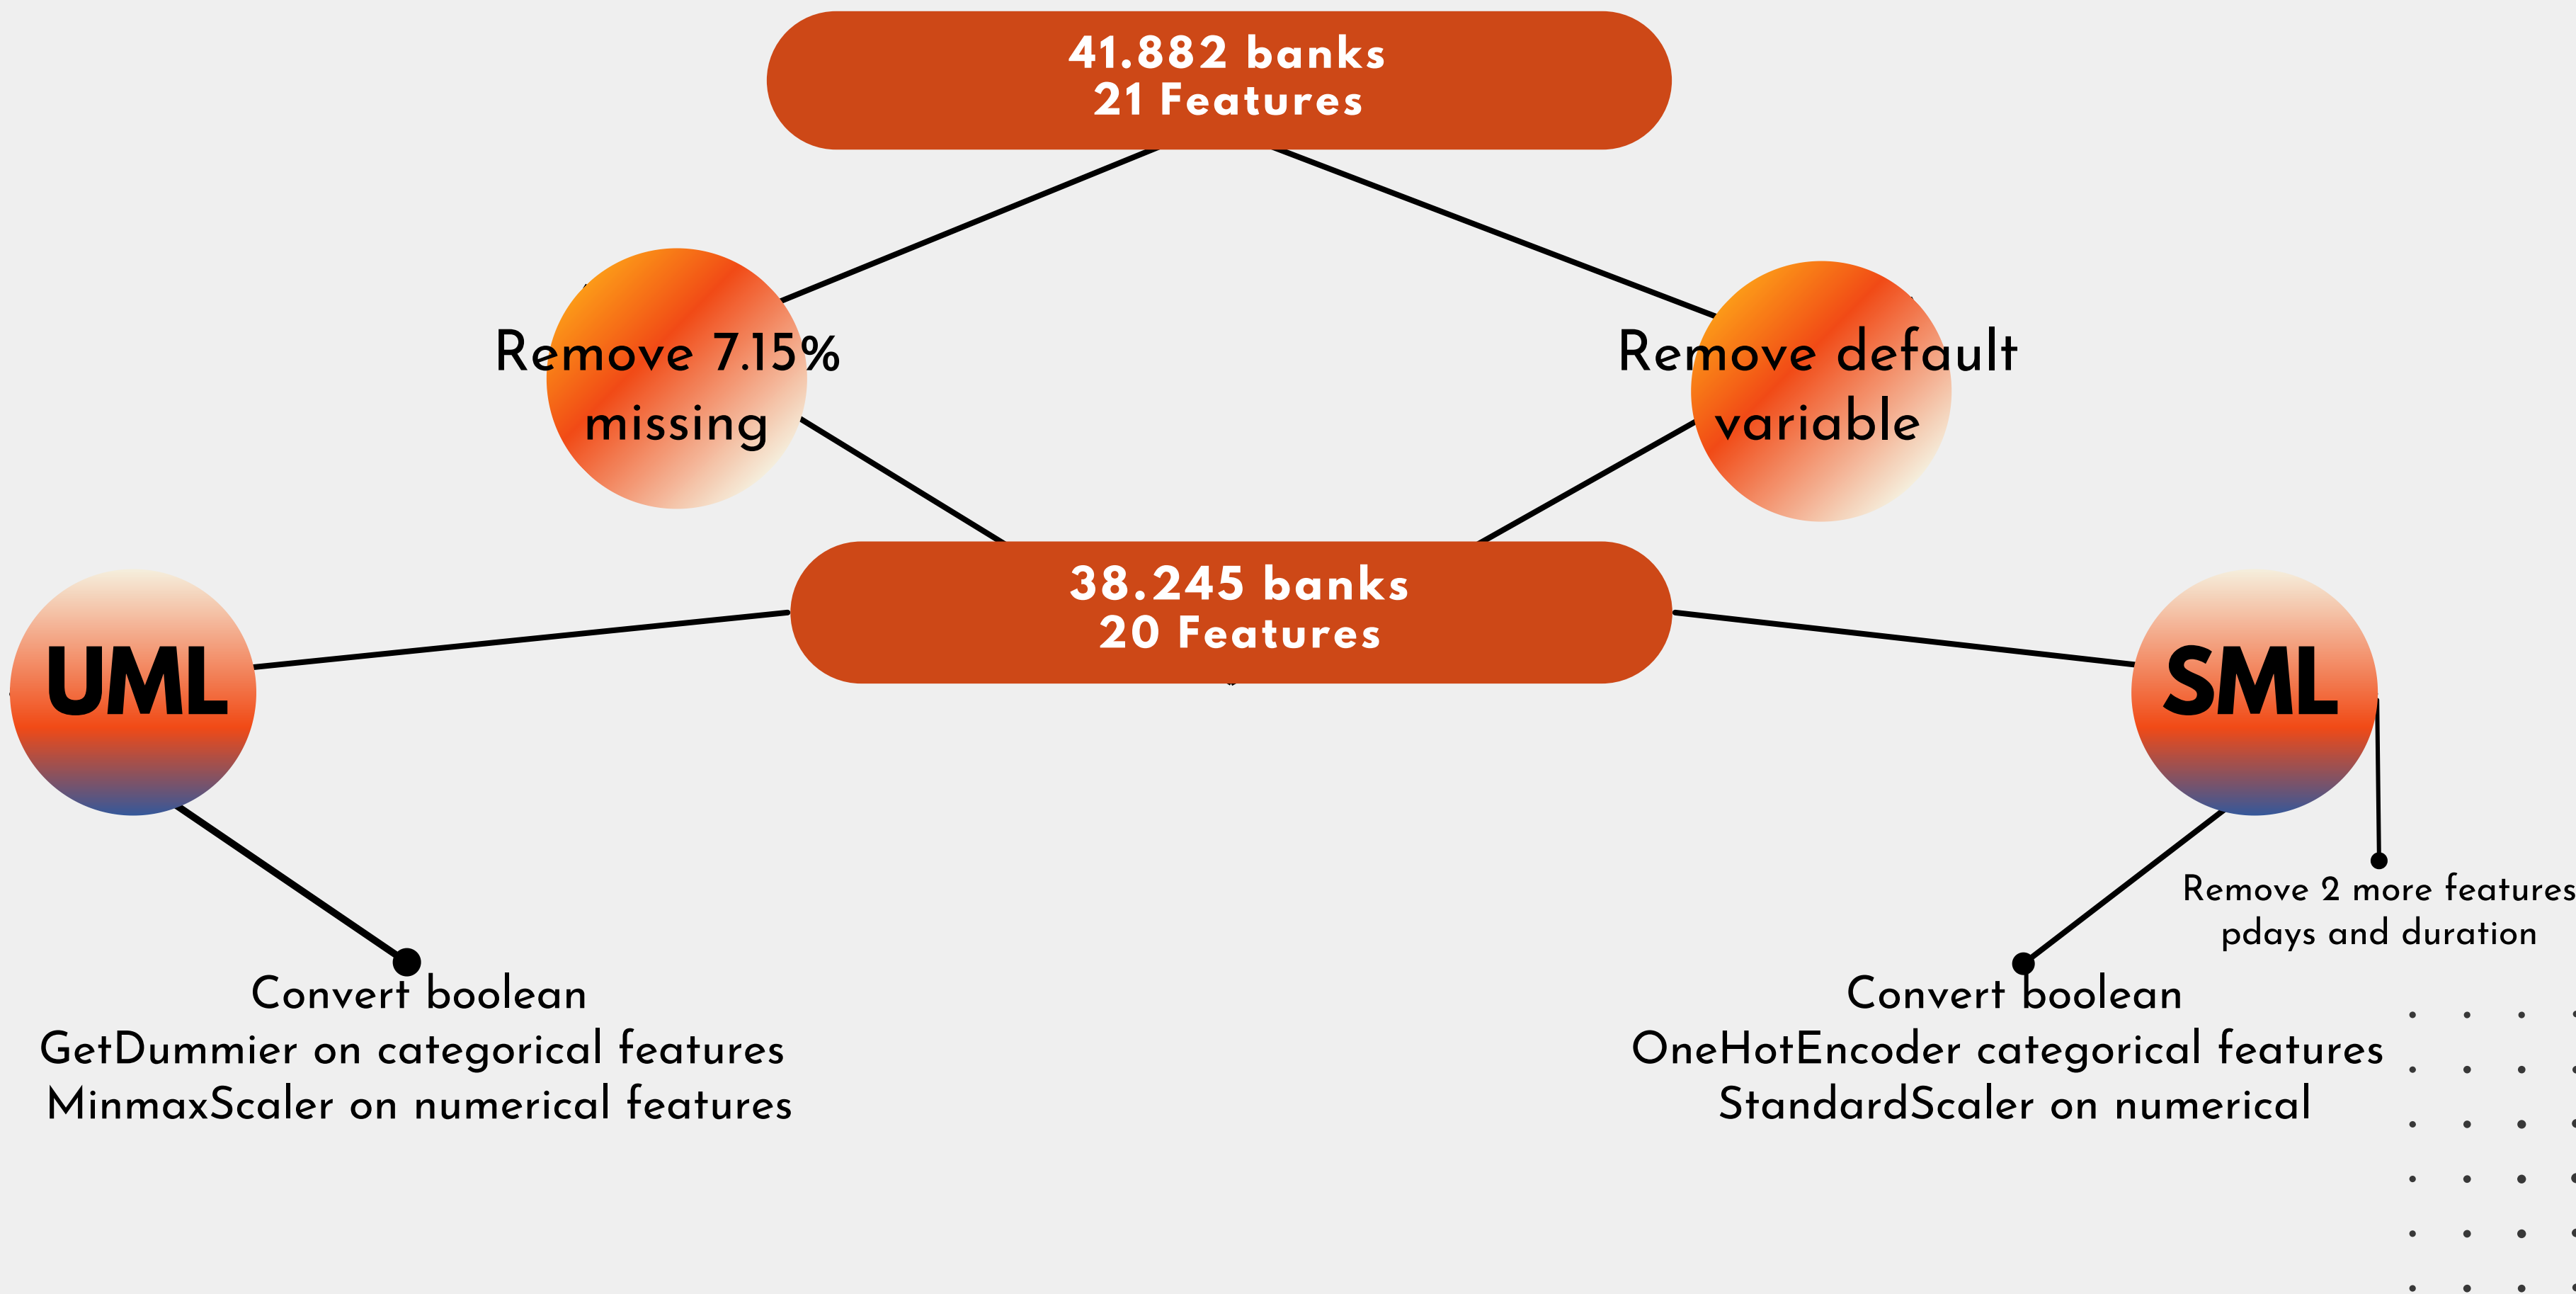 41.882 banks
21 Features
Remove 7.15%
missing
Remove default
variable
38.245 banks
20 Features
UML
SML
Remove 2 more features
pdays and duration
Convert boolean
GetDummier on categorical features
MinmaxScaler on numerical features
Convert boolean
OneHotEncoder categorical features
StandardScaler on numerical